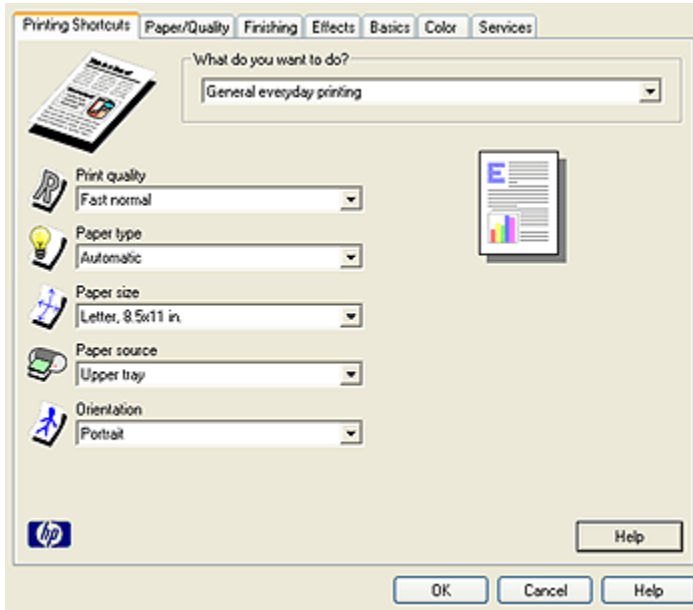 Printing Shortcuts Paper/Quality Finishing Effects Basics Color Services
What do you want to do?
General everyday printing
Print quality
Fast normal
Paper type
Automatic
Paper size
Letter, 8.5x11 in.
Paper source
Upper tray
Orientation
Portrait
hp
Help
OK Cancel Help